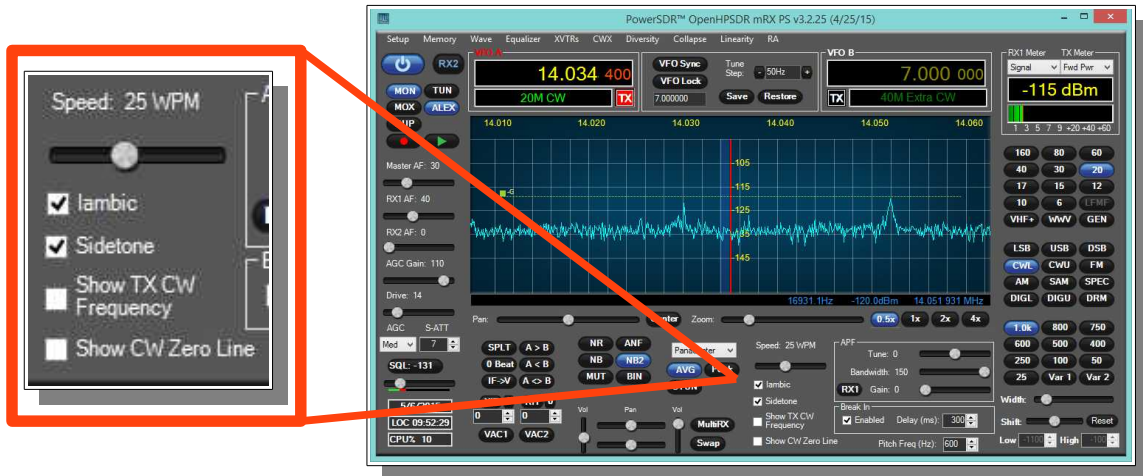 Speed: 25 WPM
Iambic
Sidetone
Show TX CW
Frequency
Show CW Zero Line
PowerSDR™ OpenHPSDR mRX PS v3.2.25 (4/25/15)
Setup Memory Wave Equalizer XVTRs CWX Diversity Collapse Linearity RA
RX2
MON TUN
MOX ALEX
VFO A
14.034 400
20M CW TX
VFO Sync
VFO Lock
7.000000
Tune
Step: - 50Hz +
Save Restore
VFO B
7.000 000
TX 40M Extra CW
RX1 Meter TX Meter
Signal Fwd Pwr
-115 dBm
1 3 5 7 9 +20 +40 +60
14.010 14.020 14.030 14.040 14.050 14.060
-105
-115
-125
-135
-145
-G
16931.1Hz -120.0dBm 14.051 931 MHz
Master AF: 30
RX1 AF: 40
RX2 AF: 0
AGC Gain: 110
Drive: 14
AGC S-ATT
Med 7
SQL: -131
5/6/2015
LOC 09:52:29
CPU% 10
Pan: Zoom: 0.5x 1x 2x 4x
SPLT A > B
0 Beat A < B
IF->V A <> B
0 0
VAC1 VAC2
NR ANF
NB NB2
MUT BIN
Panadapter
AVG
Vol Pan Vol
MultiRX
Swap
Speed: 25 WPM
Iambic
Sidetone
Show TX CW
Frequency
Show CW Zero Line
APF
Tune: 0
Bandwidth: 150
RX1 Gain: 0
Break In
Enabled Delay (ms): 300
Pitch Freq (Hz): 600
160 80 60
40 30 20
17 15 12
10 6 LFMF
VHF+ WWV GEN
LSB USB DSB
CWL CWU FM
AM SAM SPEC
DIGL DIGU DRM
1.0k 800 750
600 500 400
250 100 50
25 Var 1 Var 2
Width:
Shift: Reset
Low -1100 High -100